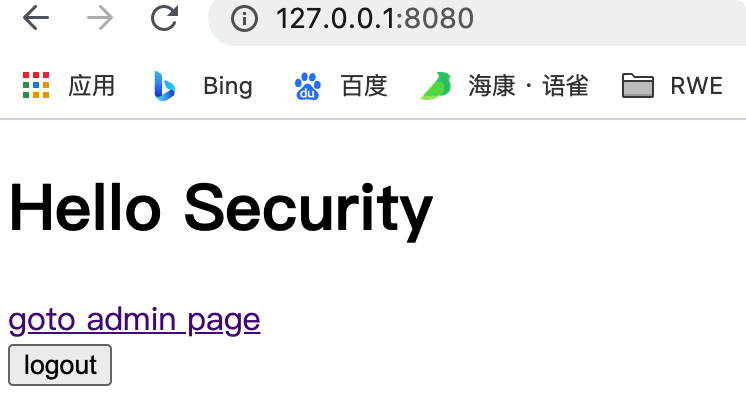 127.0.0.1:8080
应用 Bing du 百度 海康·语雀 RWE
Hello Security
goto admin page
logout